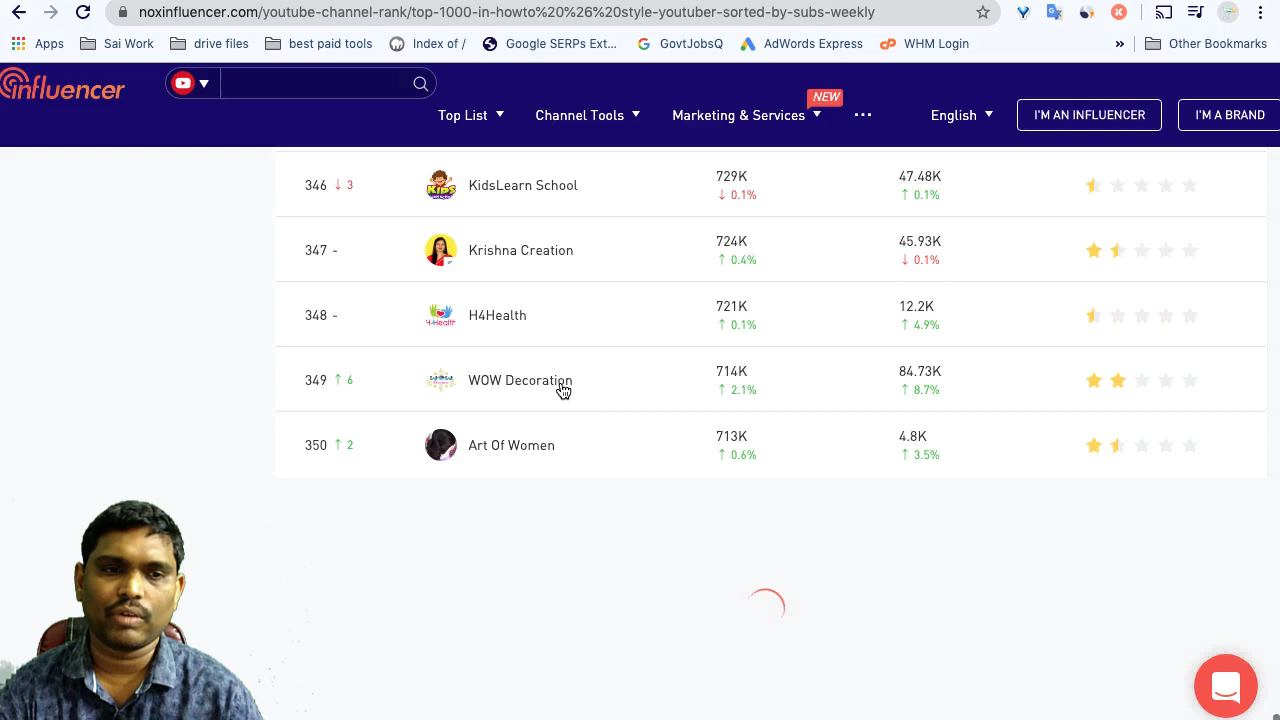 noxinfluencer.com/youtube-channel-rank/top-1000-in-howto%20%26%20style-youtuber-sorted-by-subs-weekly
Apps Sai Work drive files best paid tools Index of / Google SERPs Ext... GovtJobsQ AdWords Express WHM Login » Other Bookmarks
influencer
NEW
Top List Channel Tools Marketing & Services ... English I'M AN INFLUENCER I'M A BRAND
346 ↓ 3 KidsLearn School 729K 47.48K
↓ 0.1% ↑ 0.1%
347 - Krishna Creation 724K 45.93K
↑ 0.4% ↓ 0.1%
348 - H4Health 721K 12.2K
↑ 0.1% ↑ 4.9%
349 ↑ 6 WOW Decoration 714K 84.73K
↑ 2.1% ↑ 8.7%
350 ↑ 2 Art Of Women 713K 4.8K
↑ 0.6% ↑ 3.5%